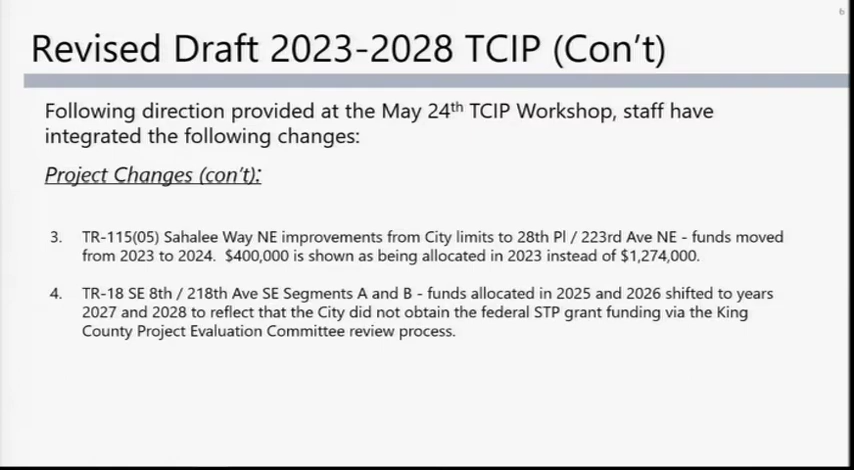 6
Revised Draft 2023-2028 TCIP (Con't)
Following direction provided at the May 24th TCIP Workshop, staff have
integrated the following changes:
Project Changes (con't):
3. TR-115(05) Sahalee Way NE improvements from City limits to 28th Pl / 223rd Ave NE - funds moved
from 2023 to 2024. $400,000 is shown as being allocated in 2023 instead of $1,274,000.
4. TR-18 SE 8th / 218th Ave SE Segments A and B - funds allocated in 2025 and 2026 shifted to years
2027 and 2028 to reflect that the City did not obtain the federal STP grant funding via the King
County Project Evaluation Committee review process.